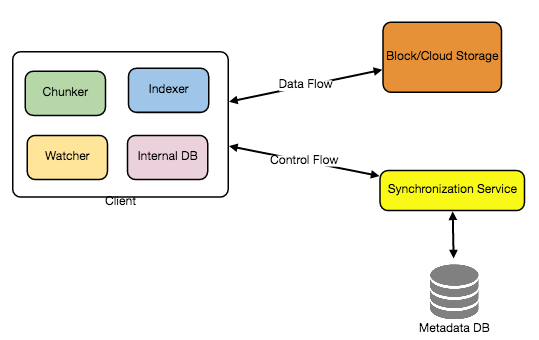 Block/Cloud Storage
Data Flow
Chunker
Indexer
Watcher
Internal DB
Control Flow
Client
Synchronization Service
Metadata DB